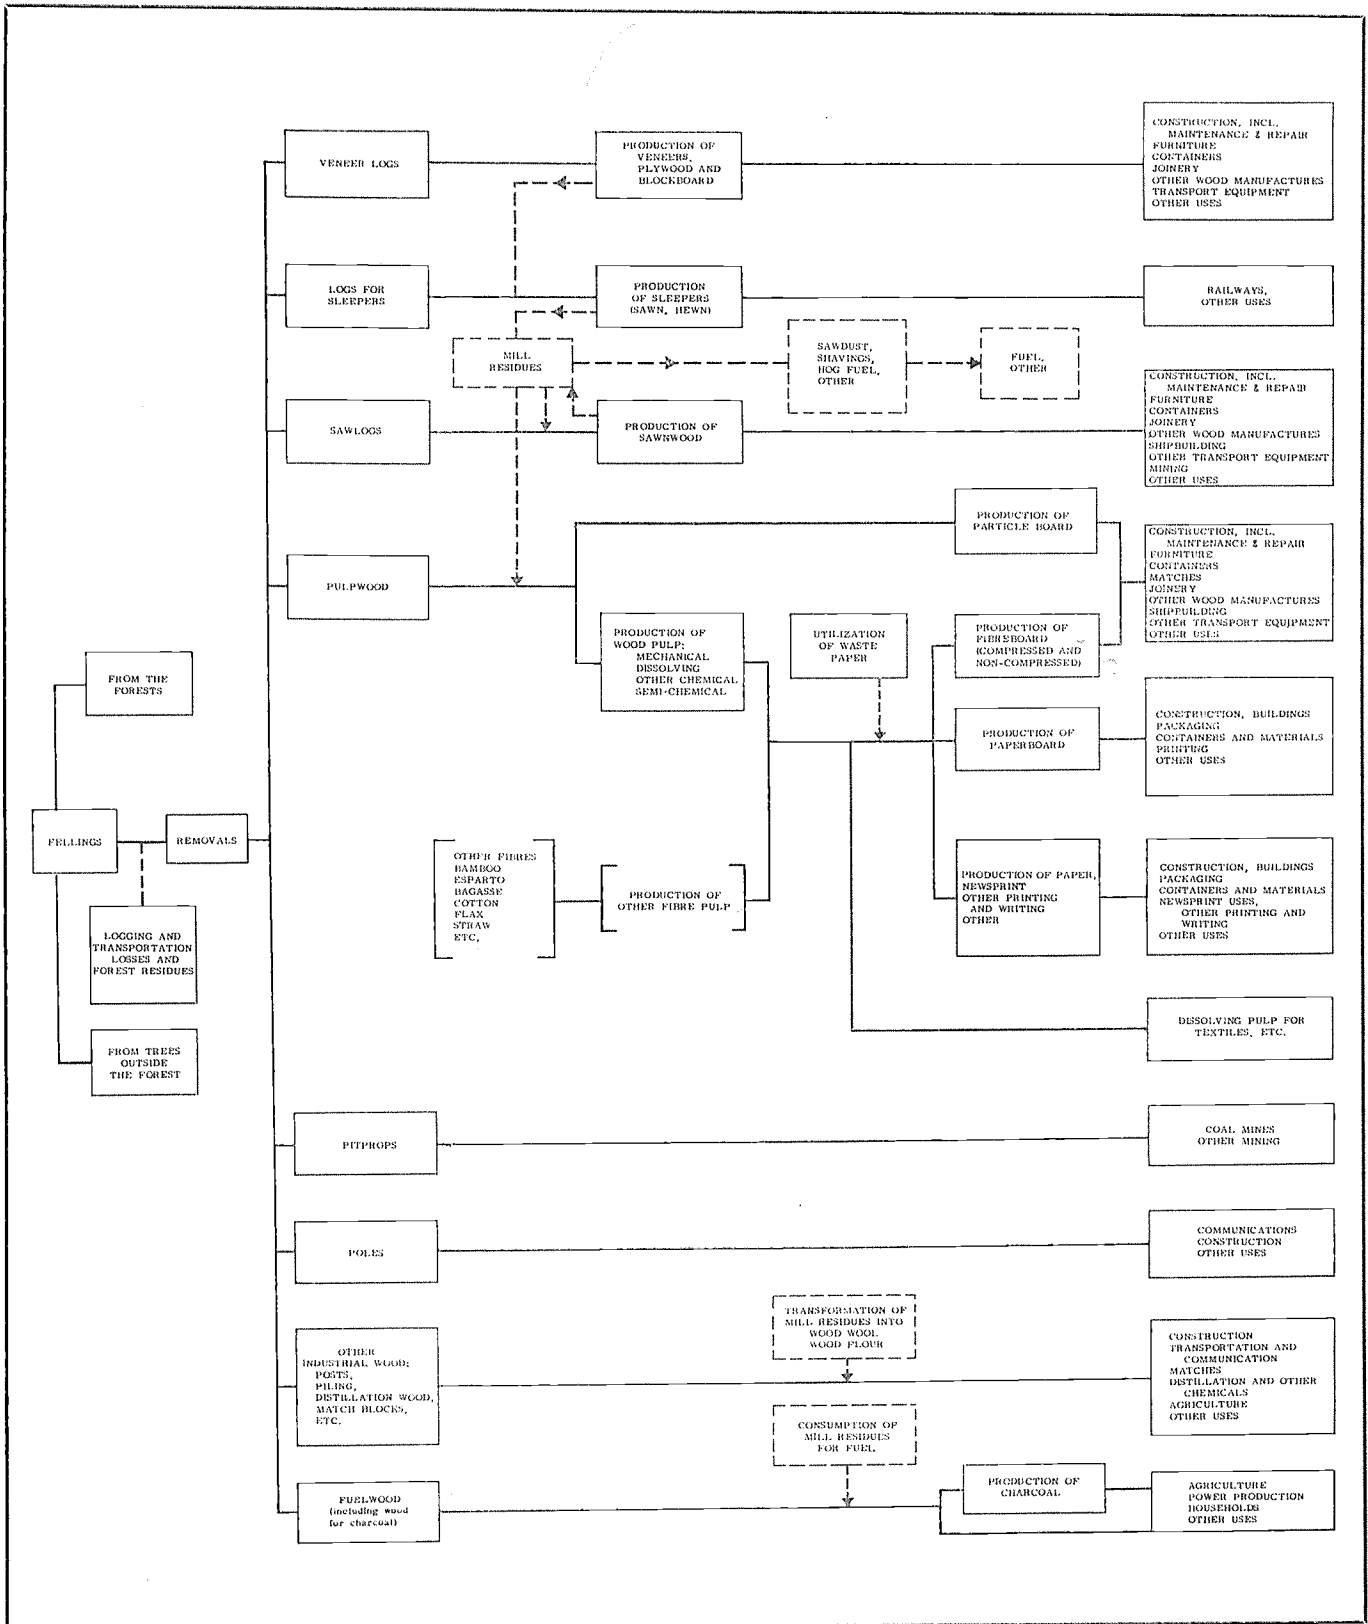 VENEER LOGS
PRODUCTION OF
VENEERS,
PLYWOOD AND
BLOCKBOARD
CONSTRUCTION, INCL.
MAINTENANCE & REPAIR
FURNITURE
CONTAINERS
JOINERY
OTHER WOOD MANUFACTURES
TRANSPORT EQUIPMENT
OTHER USES
LOGS FOR
SLEEPERS
PRODUCTION
OF SLEEPERS
(SAWN, HEWN)
RAILWAYS,
OTHER USES
MILL
RESIDUES
SAWDUST,
SHAVINGS,
HOG FUEL,
OTHER
FUEL,
OTHER
SAWLOGS
PRODUCTION OF
SAWNWOOD
CONSTRUCTION, INCL.
MAINTENANCE & REPAIR
FURNITURE
CONTAINERS
JOINERY
OTHER WOOD MANUFACTURES
SHIPBUILDING
OTHER TRANSPORT EQUIPMENT
MINING
OTHER USES
PULPWOOD
PRODUCTION OF
PARTICLE BOARD
CONSTRUCTION, INCL.
MAINTENANCE & REPAIR
FURNITURE
CONTAINERS
MATCHES
JOINERY
OTHER WOOD MANUFACTURES
SHIPBUILDING
OTHER TRANSPORT EQUIPMENT
OTHER USES
PRODUCTION OF
WOOD PULP:
MECHANICAL
DISSOLVING
OTHER CHEMICAL
SEMI-CHEMICAL
UTILIZATION
OF WASTE
PAPER
PRODUCTION OF
FIBREBOARD
(COMPRESSED AND
NON-COMPRESSED)
FROM THE
FORESTS
PRODUCTION OF
PAPERBOARD
CONSTRUCTION, BUILDINGS
PACKAGING
CONTAINERS AND MATERIALS
PRINTING
OTHER USES
FELLINGS
REMOVALS
OTHER FIBRES
BAMBOO
ESPARTO
BAGASSE
COTTON
FLAX
STRAW
ETC.
PRODUCTION OF
OTHER FIBRE PULP
PRODUCTION OF PAPER,
NEWSPRINT
OTHER PRINTING
AND WRITING
OTHER
CONSTRUCTION, BUILDINGS
PACKAGING
CONTAINERS AND MATERIALS
NEWSPRINT USES,
OTHER PRINTING AND
WRITING
OTHER USES
LOGGING AND
TRANSPORTATION
LOSSES AND
FOREST RESIDUES
DISSOLVING PULP FOR
TEXTILES, ETC.
FROM TREES
OUTSIDE
THE FOREST
PITPROPS
COAL MINES
OTHER MINING
POLES
COMMUNICATIONS
CONSTRUCTION
OTHER USES
OTHER
INDUSTRIAL WOOD:
POSTS,
PILING,
DISTILLATION WOOD,
MATCH BLOCKS,
ETC.
TRANSFORMATION OF
MILL RESIDUES INTO
WOOD WOOL
WOOD FLOUR
CONSTRUCTION
TRANSPORTATION AND
COMMUNICATION
MATCHES
DISTILLATION AND OTHER
CHEMICALS
AGRICULTURE
OTHER USES
CONSUMPTION OF
MILL RESIDUES
FOR FUEL
FUELWOOD
(including wood
for charcoal)
PRODUCTION OF
CHARCOAL
AGRICULTURE
POWER PRODUCTION
HOUSEHOLDS
OTHER USES